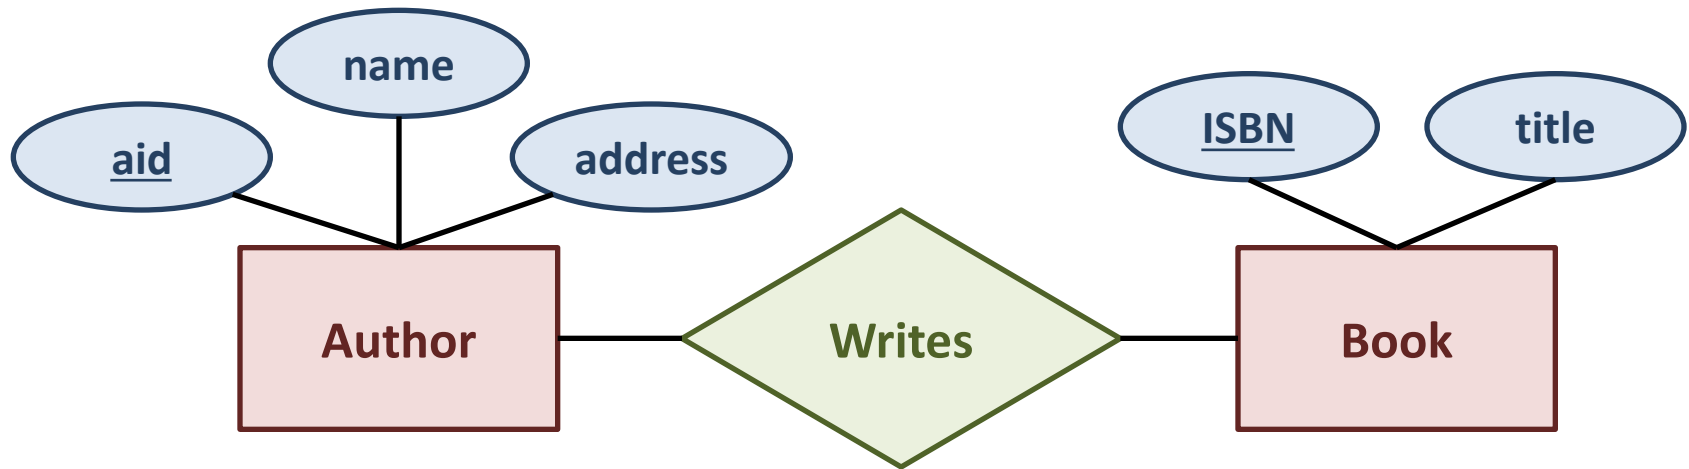 name
aid
address
ISBN
title
Author
Writes
Book